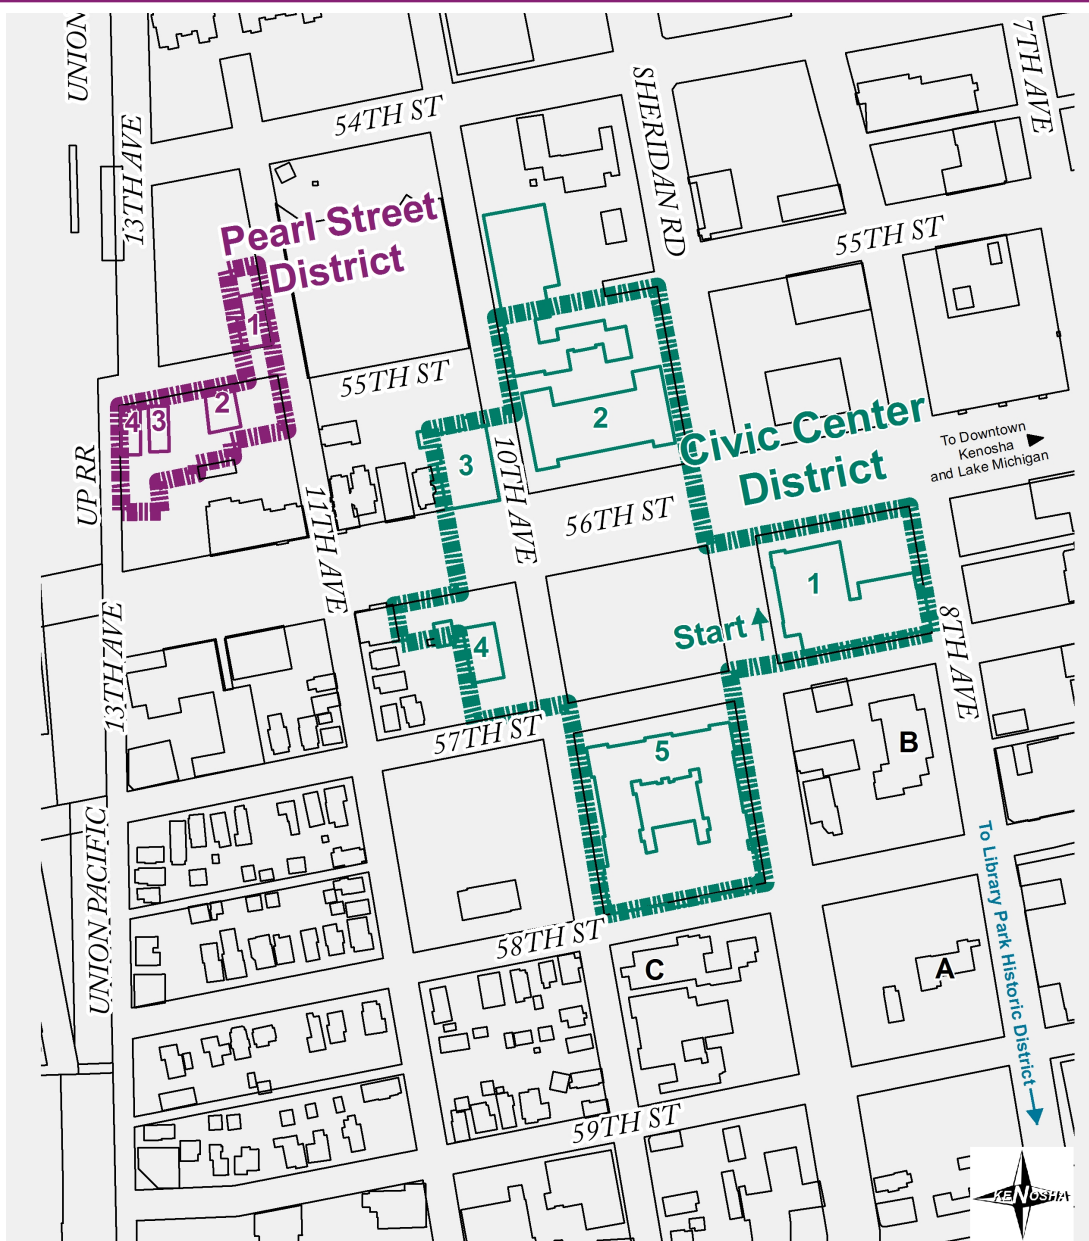 UNION
7TH AVE
54TH ST
SHERIDAN RD
13TH AVE
Pearl Street
District
55TH ST
1
55TH ST
2
3
4
2
Civic Center
District
To Downtown
Kenosha
and Lake Michigan
3
10TH AVE
UP RR
11TH AVE
56TH ST
1
Start
4
8TH AVE
13TH AVE
57TH ST
5
B
UNION PACIFIC
To Library Park Historic District
58TH ST
C
A
59TH ST
KENOSHA